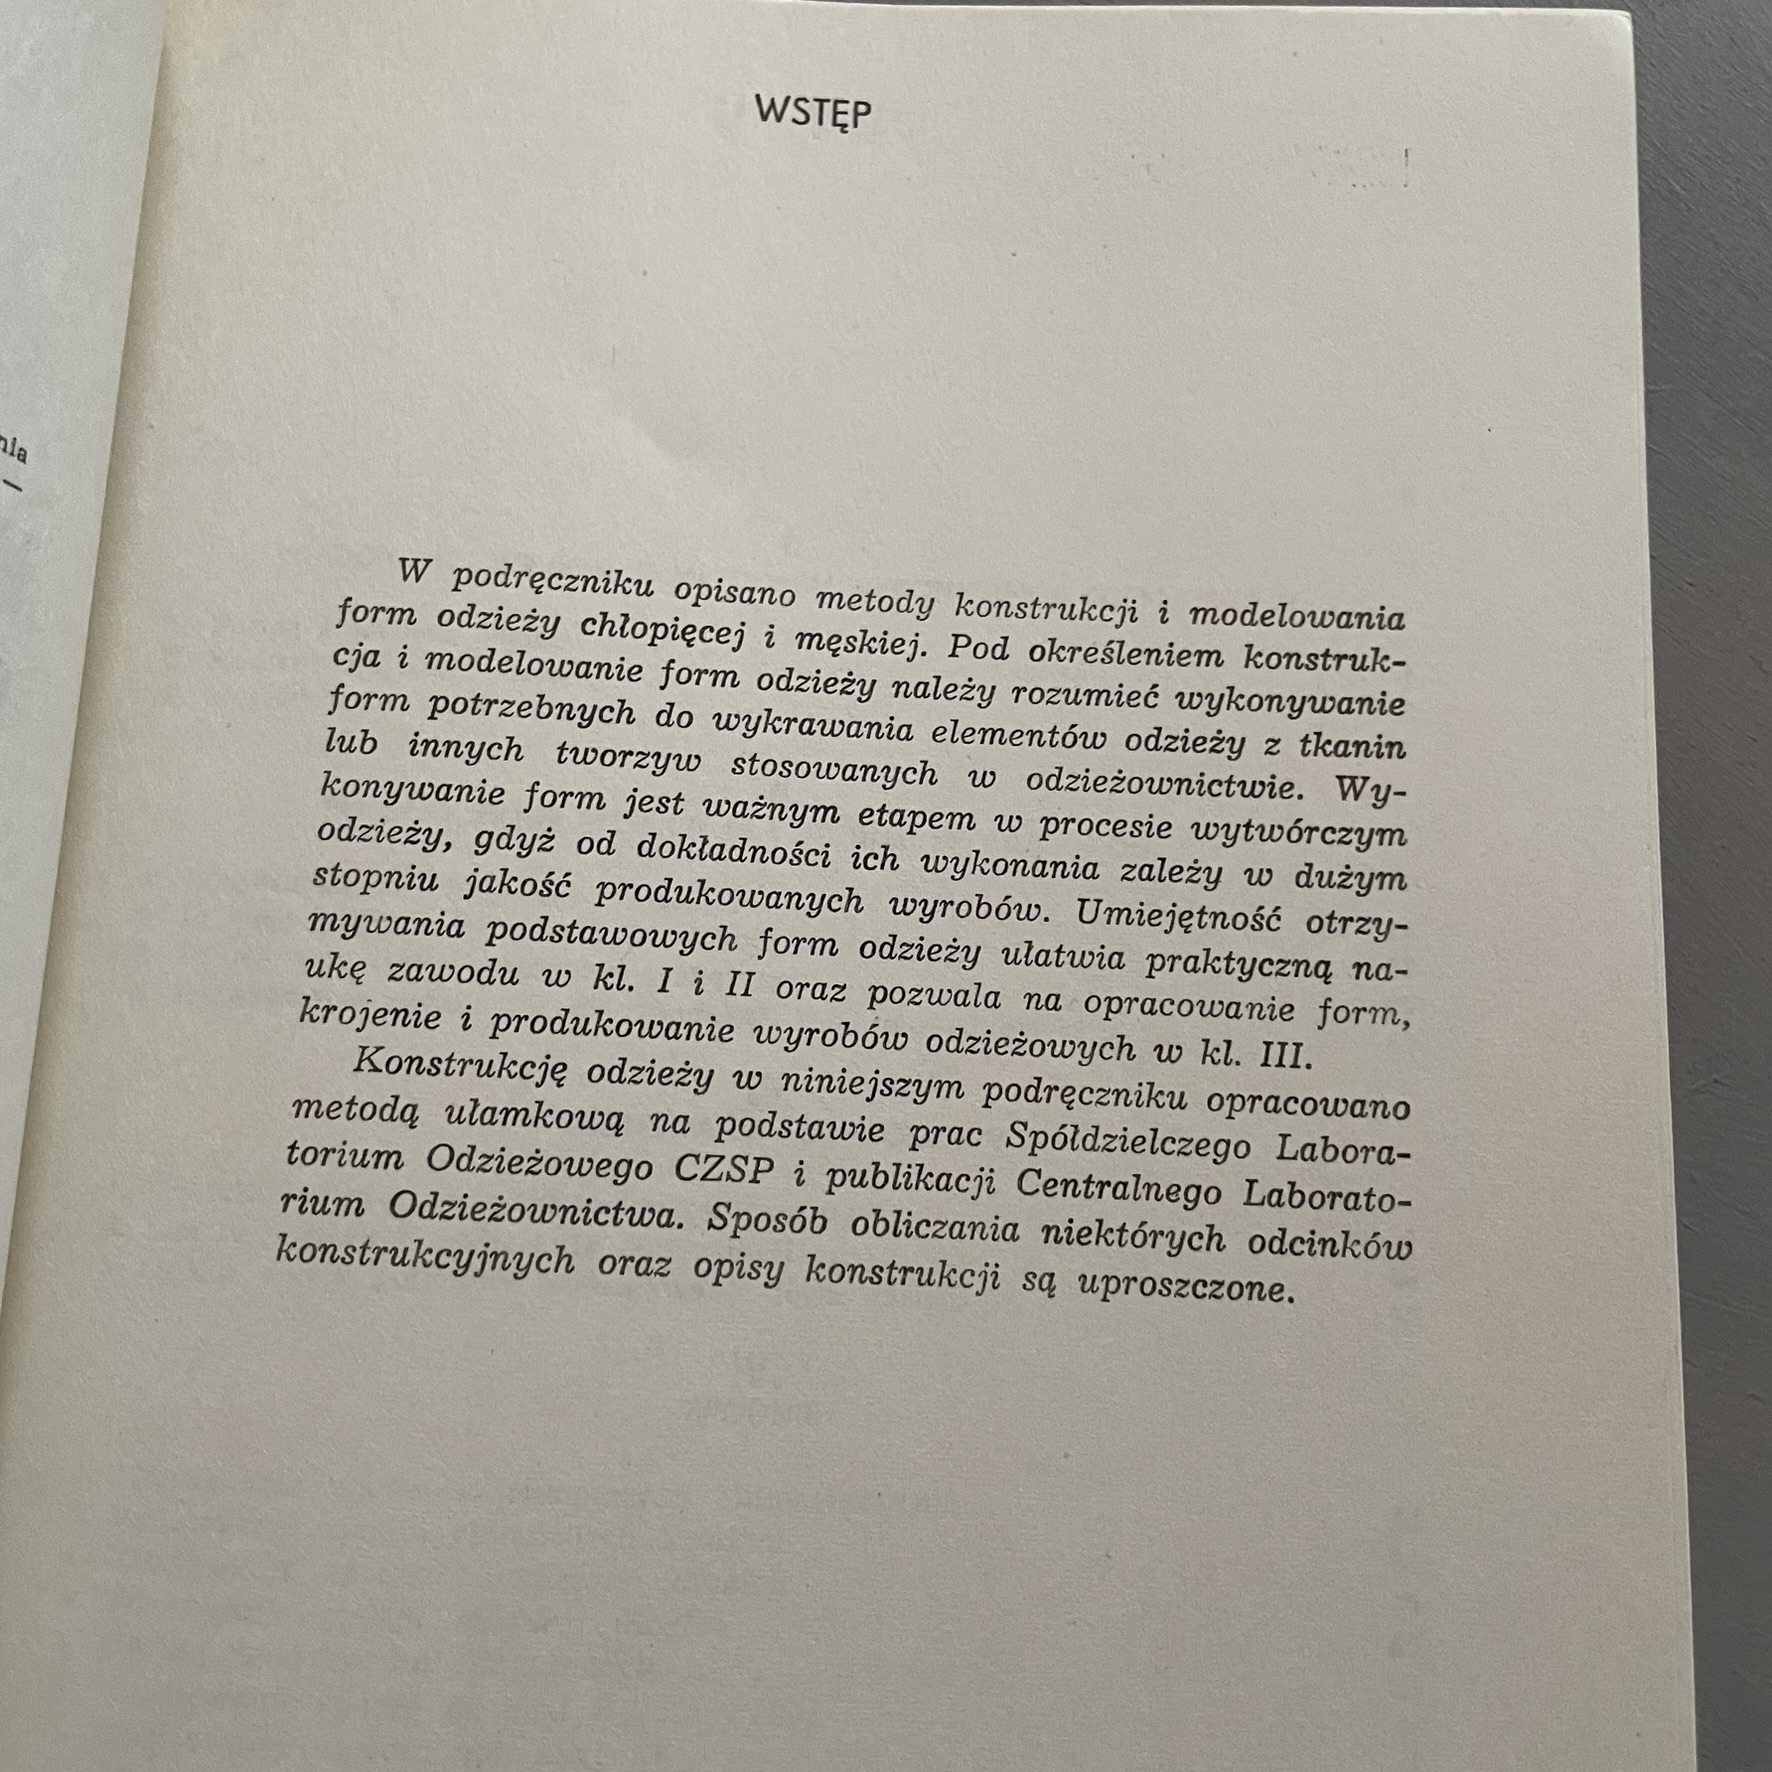 nia
—
WSTĘP
W podręczniku opisano metody konstrukcji i modelowania
form odzieży chłopięcej i męskiej. Pod określeniem konstruk-
cja i modelowanie form odzieży należy rozumieć wykonywanie
form potrzebnych do wykrawania elementów odzieży z tkanin
lub innych tworzyw stosowanych w odzieżownictwie. Wy-
konywanie form jest ważnym etapem w procesie wytwórczym
odzieży, gdyż od dokładności ich wykonania zależy w dużym
stopniu jakość produkowanych wyrobów. Umiejętność otrzy-
mywania podstawowych form odzieży ułatwia praktyczną na-
ukę zawodu w kl. I i II oraz pozwala na opracowanie form,
krojenie i produkowanie wyrobów odzieżowych w kl. III.
Konstrukcję odzieży w niniejszym podręczniku opracowano
metodą ułamkową na podstawie prac Spółdzielczego Labora-
torium Odzieżowego CZSP i publikacji Centralnego Laborato-
rium Odzieżownictwa. Sposób obliczania niektórych odcinków
konstrukcyjnych oraz opisy konstrukcji są uproszczone.